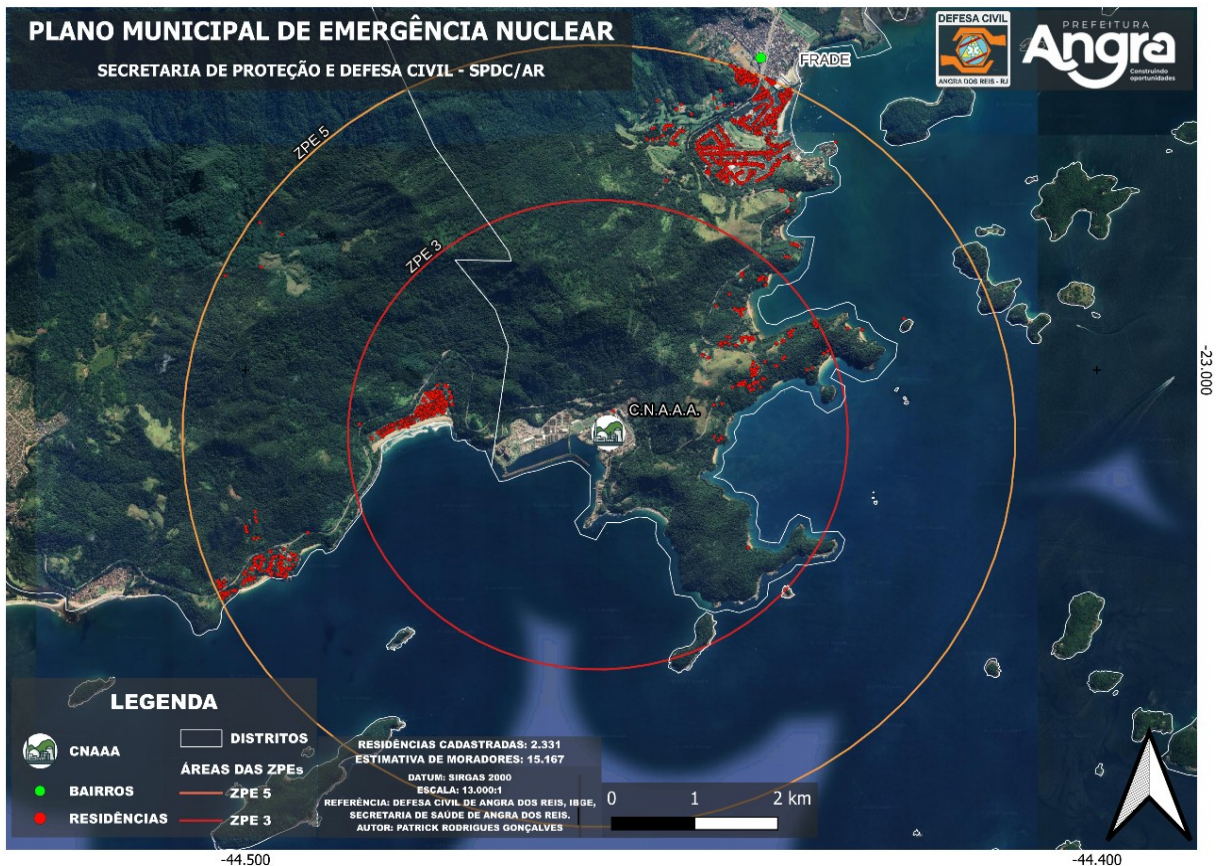 PLANO MUNICIPAL DE EMERGÊNCIA NUCLEAR
SECRETARIA DE PROTEÇÃO E DEFESA CIVIL - SPDC/AR
DEFESA CIVIL
ANGRA DOS REIS - RJ
PREFEITURA
Angra
Construindo
oportunidades
FRADE
ZPE 5
ZPE 3
C.N.A.A.A.
-23.000
LEGENDA
CNAAA
DISTRITOS
ÁREAS DAS ZPEs
BAIRROS
ZPE 5
RESIDÊNCIAS
ZPE 3
RESIDÊNCIAS CADASTRADAS: 2.331
ESTIMATIVA DE MORADORES: 15.167
DATUM: SIRGAS 2000
ESCALA: 13.000:1
REFERÊNCIA: DEFESA CIVIL DE ANGRA DOS REIS, IBGE,
SECRETARIA DE SAÚDE DE ANGRA DOS REIS.
AUTOR: PATRICK RODRIGUES GONÇALVES
0 1 2 km
-44.500
-44.400